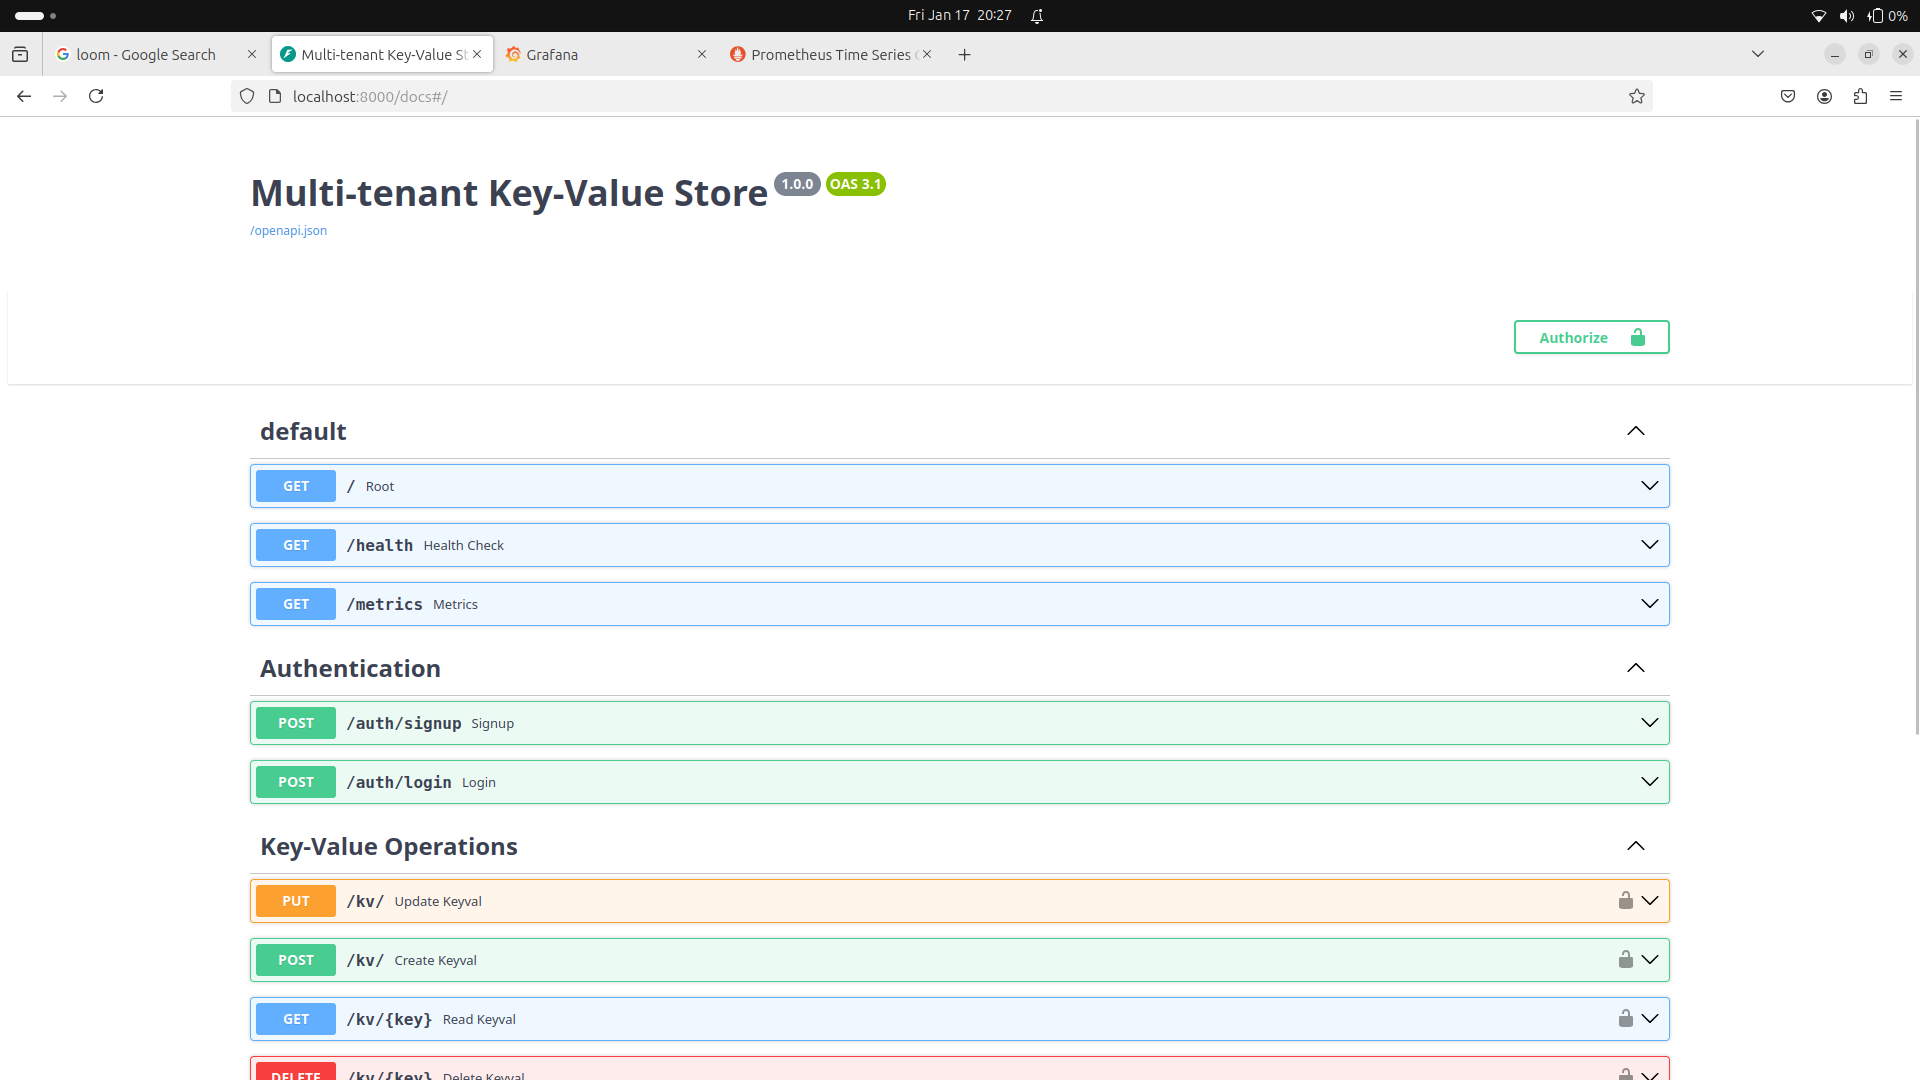 Fri Jan 17 20:27
0%
loom - Google Search
Multi-tenant Key-Value St
Grafana
Prometheus Time Series
localhost:8000/docs#/
Multi-tenant Key-Value Store 1.0.0 OAS 3.1
/openapi.json
Authorize
default
GET / Root
GET /health Health Check
GET /metrics Metrics
Authentication
POST /auth/signup Signup
POST /auth/login Login
Key-Value Operations
PUT /kv/ Update Keyval
POST /kv/ Create Keyval
GET /kv/{key} Read Keyval
DELETE /kv/{key} Delete Keyval